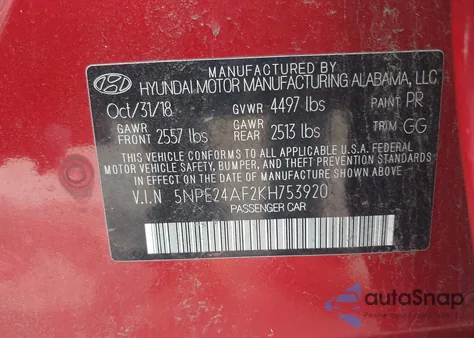 MANUFACTURED BY
HYUNDAI MOTOR MANUFACTURING ALABAMA, LLC
Oct/31/18 GVWR 4497 lbs PAINT PR
GAWR FRONT 2557 lbs GAWR REAR 2513 lbs TRIM GG
THIS VEHICLE CONFORMS TO ALL APPLICABLE U.S.A FEDERAL
MOTOR VEHICLE SAFETY, BUMPER, AND THEFT PREVENTION
STANDARDS IN EFFECT ON THE DATE OF MANUFACTURE SHOWN ABOVE.
V.I.N 5NPE24AF2KH753920
PASSENGER CAR
autoSnap